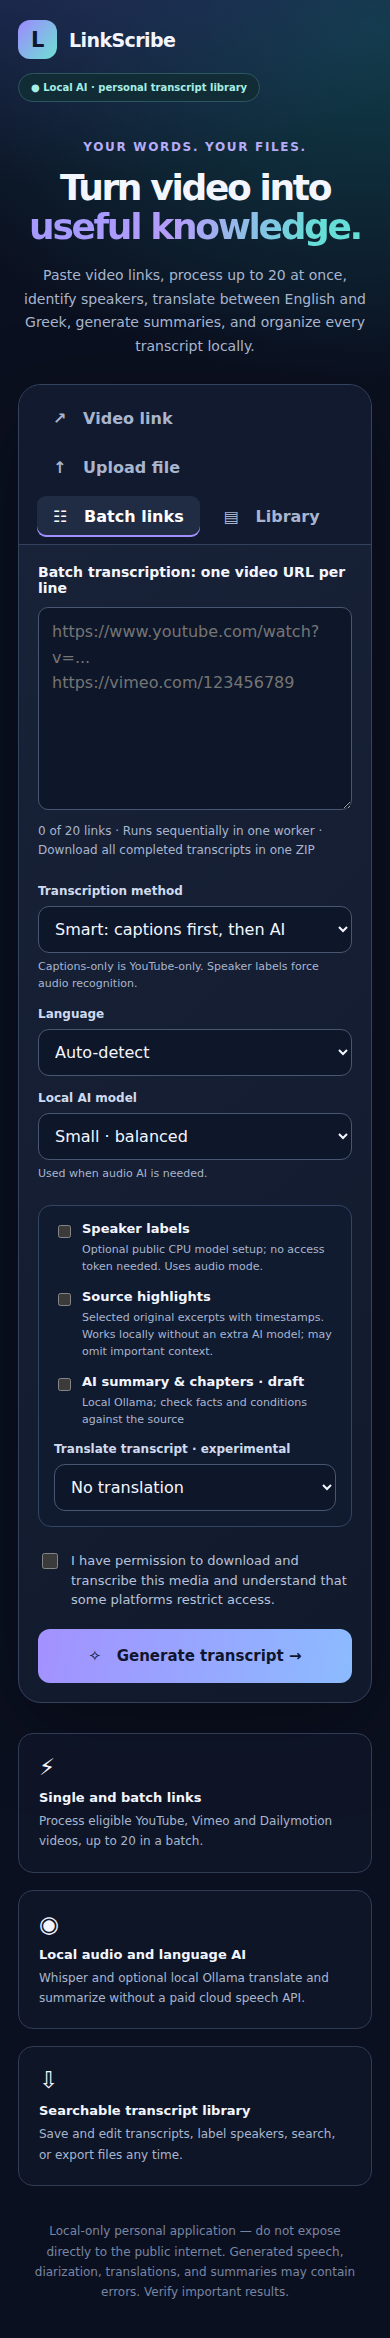 L LinkScribe
● Local AI · personal transcript library
YOUR WORDS. YOUR FILES.
Turn video into
useful knowledge.
Paste video links, process up to 20 at once,
identify speakers, translate between English and
Greek, generate summaries, and organize every
transcript locally.
↗ Video link
↑ Upload file
☷ Batch links ▤ Library
Batch transcription: one video URL per
line
https://www.youtube.com/watch?
v=...
https://vimeo.com/123456789
0 of 20 links · Runs sequentially in one worker ·
Download all completed transcripts in one ZIP
Transcription method
Smart: captions first, then AI
Captions-only is YouTube-only. Speaker labels force
audio recognition.
Language
Auto-detect
Local AI model
Small · balanced
Used when audio AI is needed.
Speaker labels
Optional public CPU model setup; no access
token needed. Uses audio mode.
Source highlights
Selected original excerpts with timestamps.
Works locally without an extra AI model; may
omit important context.
AI summary & chapters · draft
Local Ollama; check facts and conditions
against the source
Translate transcript · experimental
No translation
I have permission to download and
transcribe this media and understand that
some platforms restrict access.
✧ Generate transcript →
⚡
Single and batch links
Process eligible YouTube, Vimeo and Dailymotion
videos, up to 20 in a batch.
◉
Local audio and language AI
Whisper and optional local Ollama translate and
summarize without a paid cloud speech API.
⇩
Searchable transcript library
Save and edit transcripts, label speakers, search,
or export files any time.
Local-only personal application — do not expose
directly to the public internet. Generated speech,
diarization, translations, and summaries may contain
errors. Verify important results.